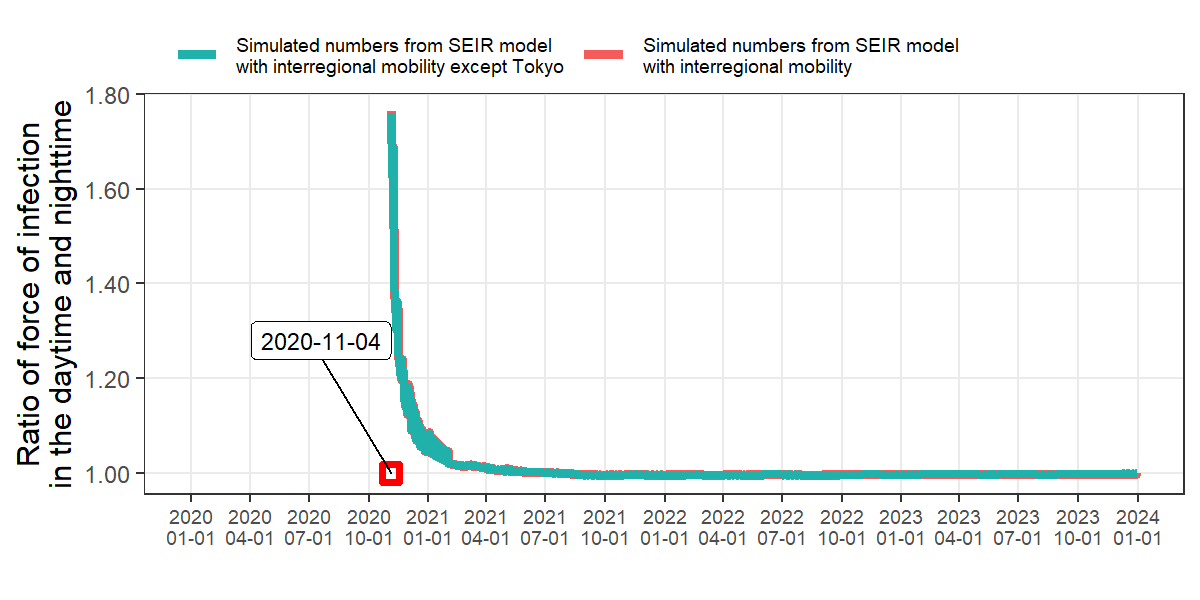 Simulated numbers from SEIR model
with interregional mobility except Tokyo
Simulated numbers from SEIR model
with interregional mobility
Ratio of force of infection
in the daytime and nighttime
1.80
1.60
1.40
1.20
1.00
2020-11-04
2020 2020 2020 2020 2021 2021 2021 2021 2022 2022 2022 2022 2023 2023 2023 2023 2024
01-01 04-01 07-01 10-01 01-01 04-01 07-01 10-01 01-01 04-01 07-01 10-01 01-01 04-01 07-01 10-01 01-01